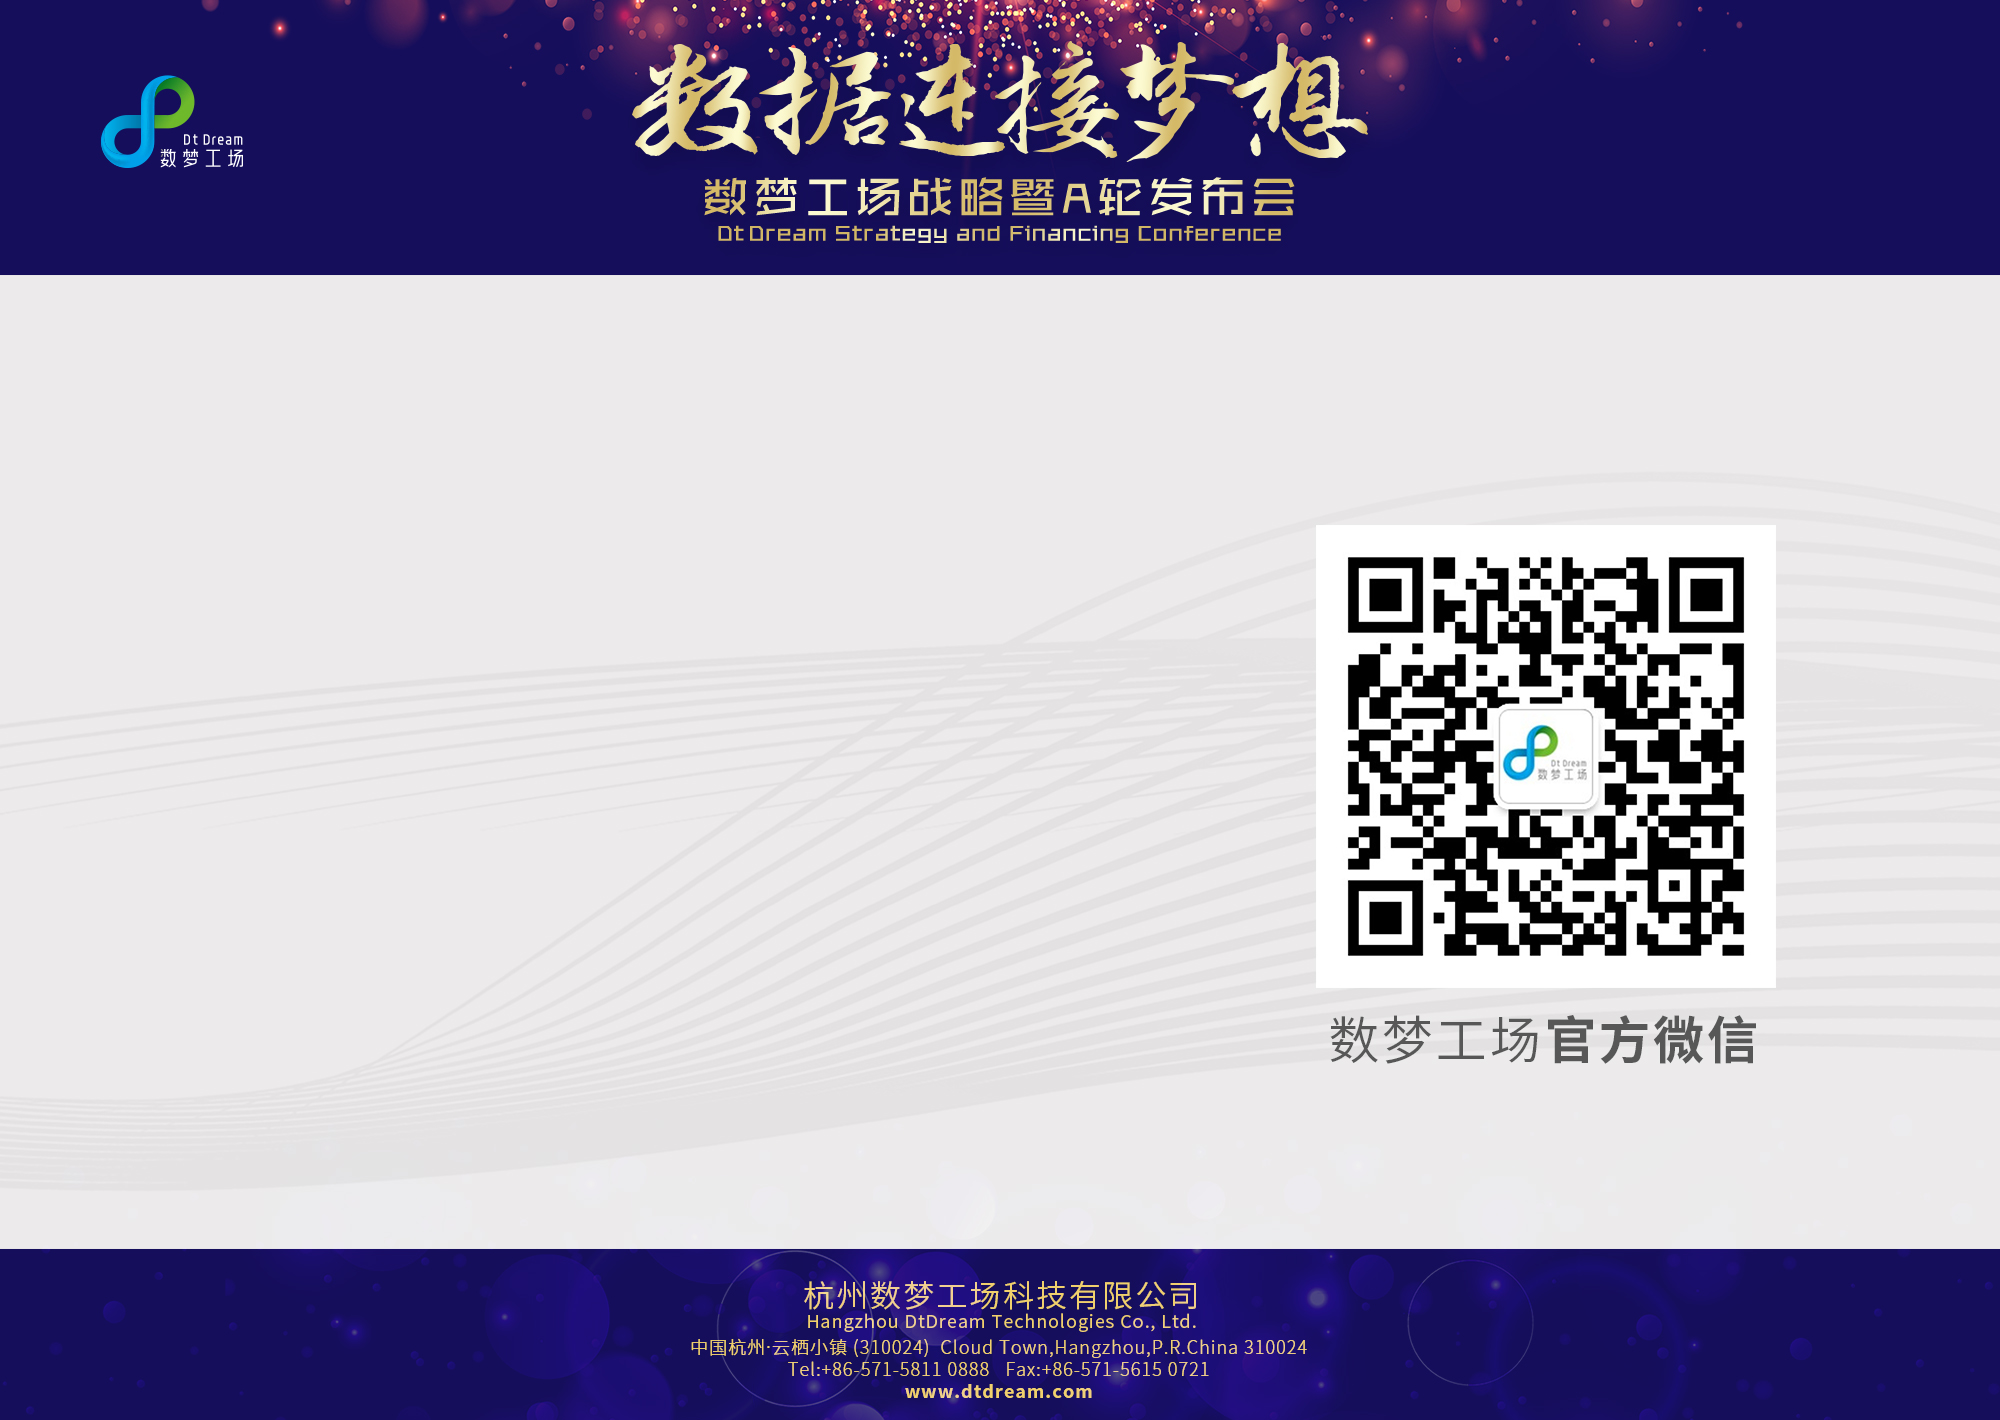 数据连接梦想
Dt Dream
数梦工场
数梦工场战略暨A轮发布会
Dt Dream Strategy and Financing Conference
Dt Dream
数梦工场
数梦工场官方微信
杭州数梦工场科技有限公司
Hangzhou DtDream Technologies Co., Ltd.
中国杭州·云栖小镇 (310024) Cloud Town,Hangzhou,P.R.China 310024
Tel:+86-571-5811 0888 Fax:+86-571-5615 0721
www.dtdream.com